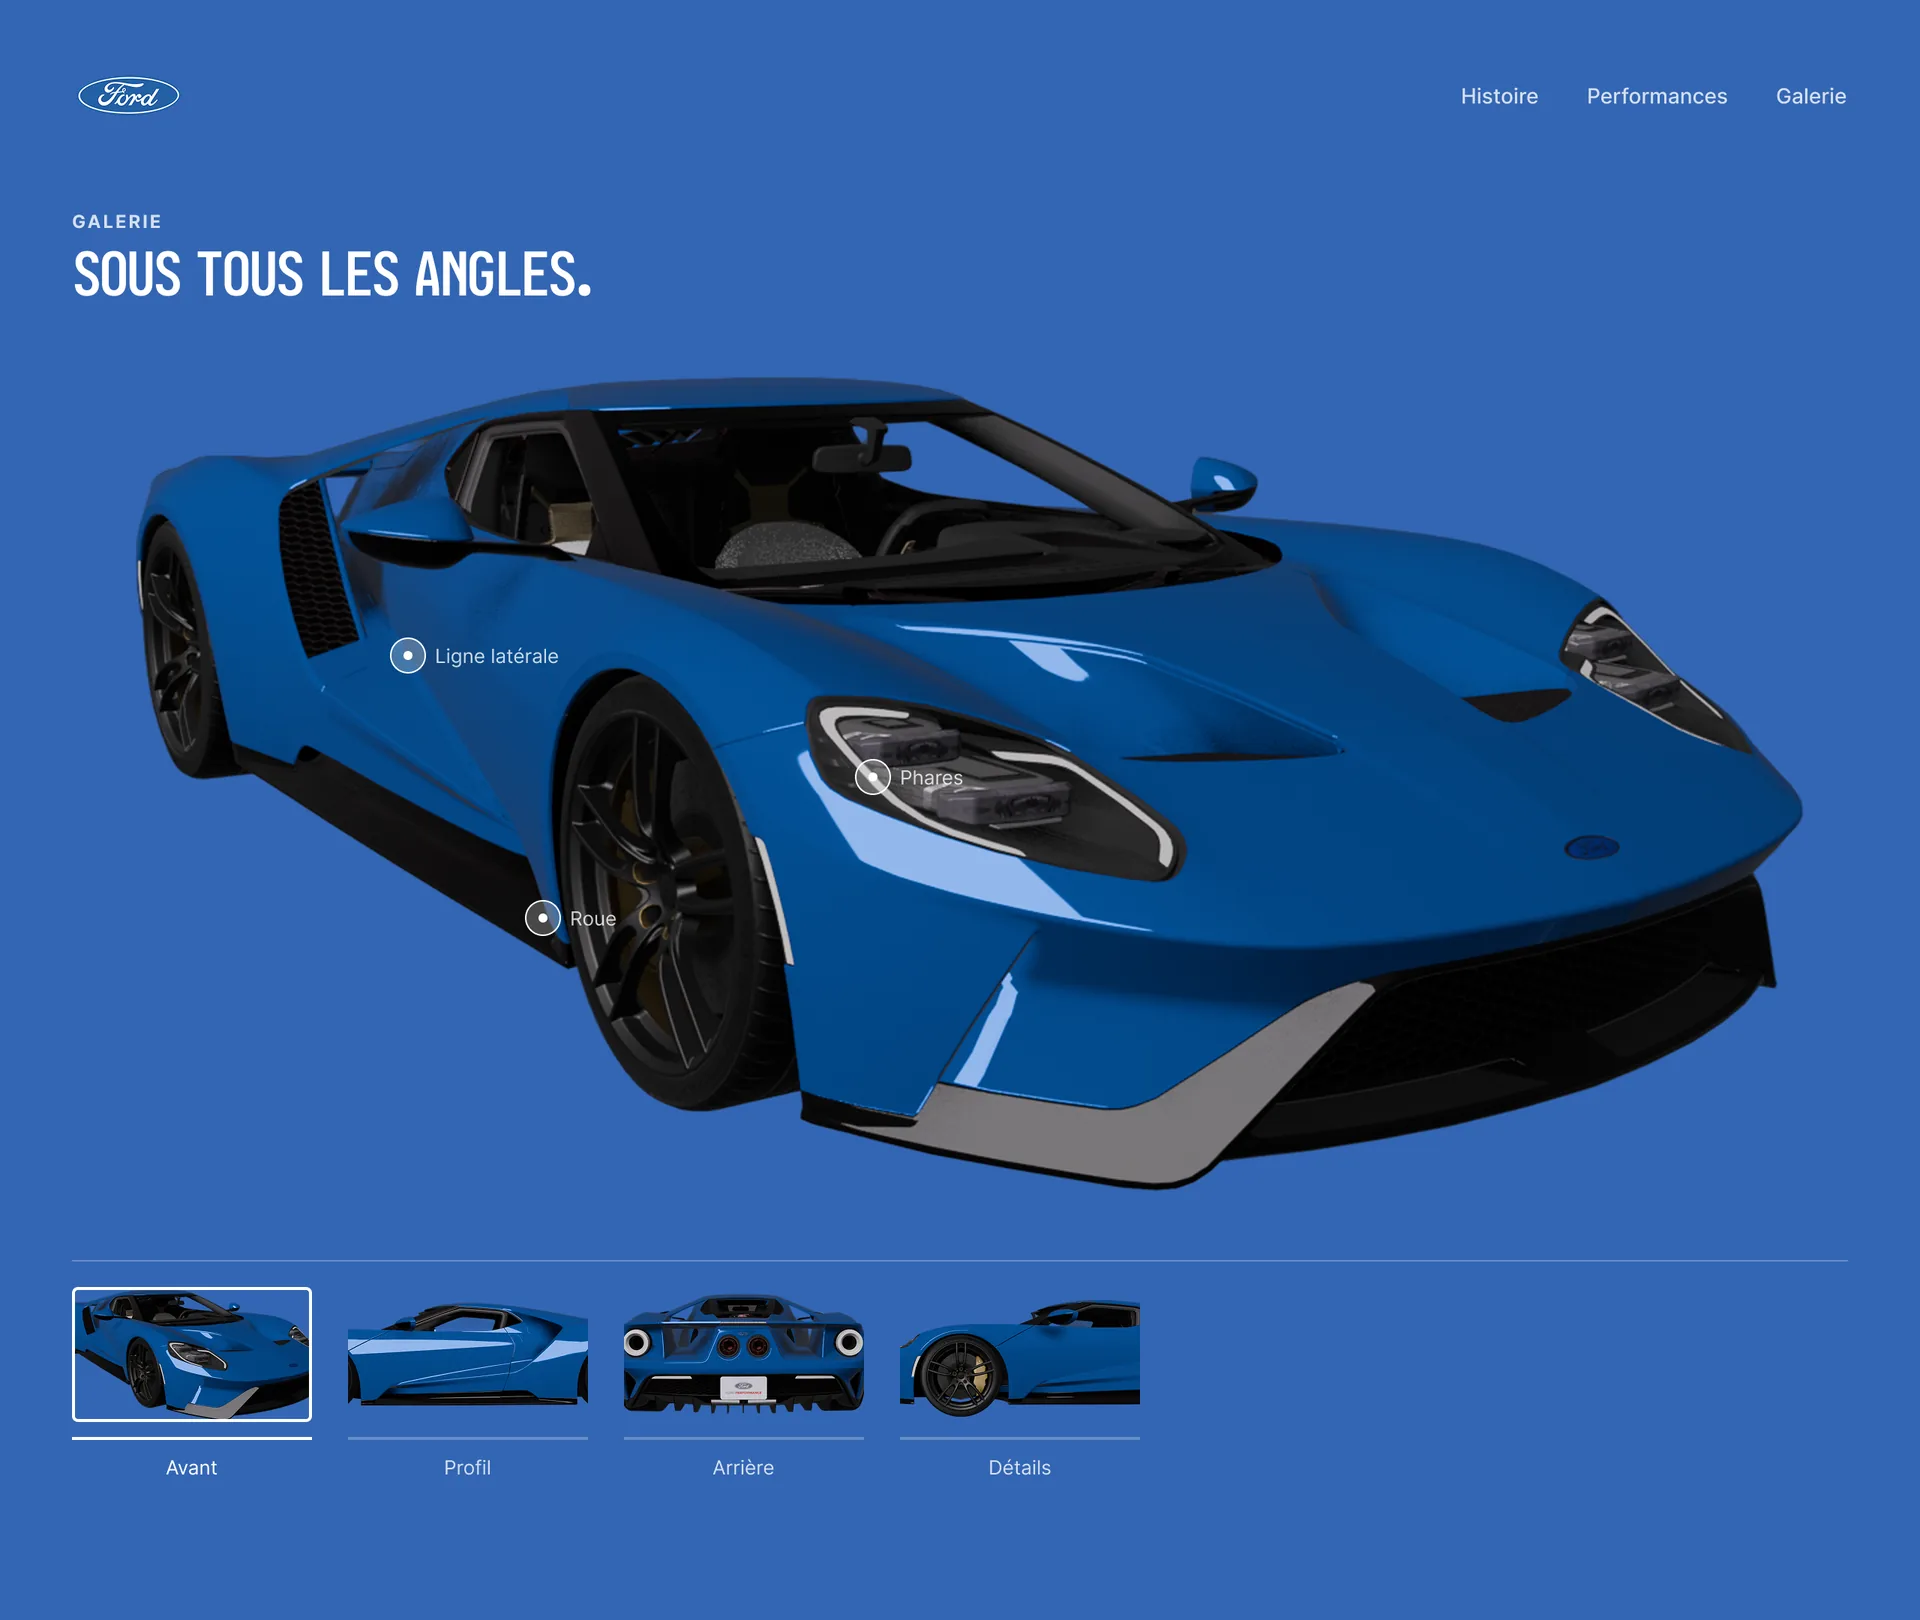 Ford
Histoire
Performances
Galerie
GALERIE
SOUS TOUS LES ANGLES.
Ligne latérale
Phares
Roue
Avant
Profil
Arrière
Détails